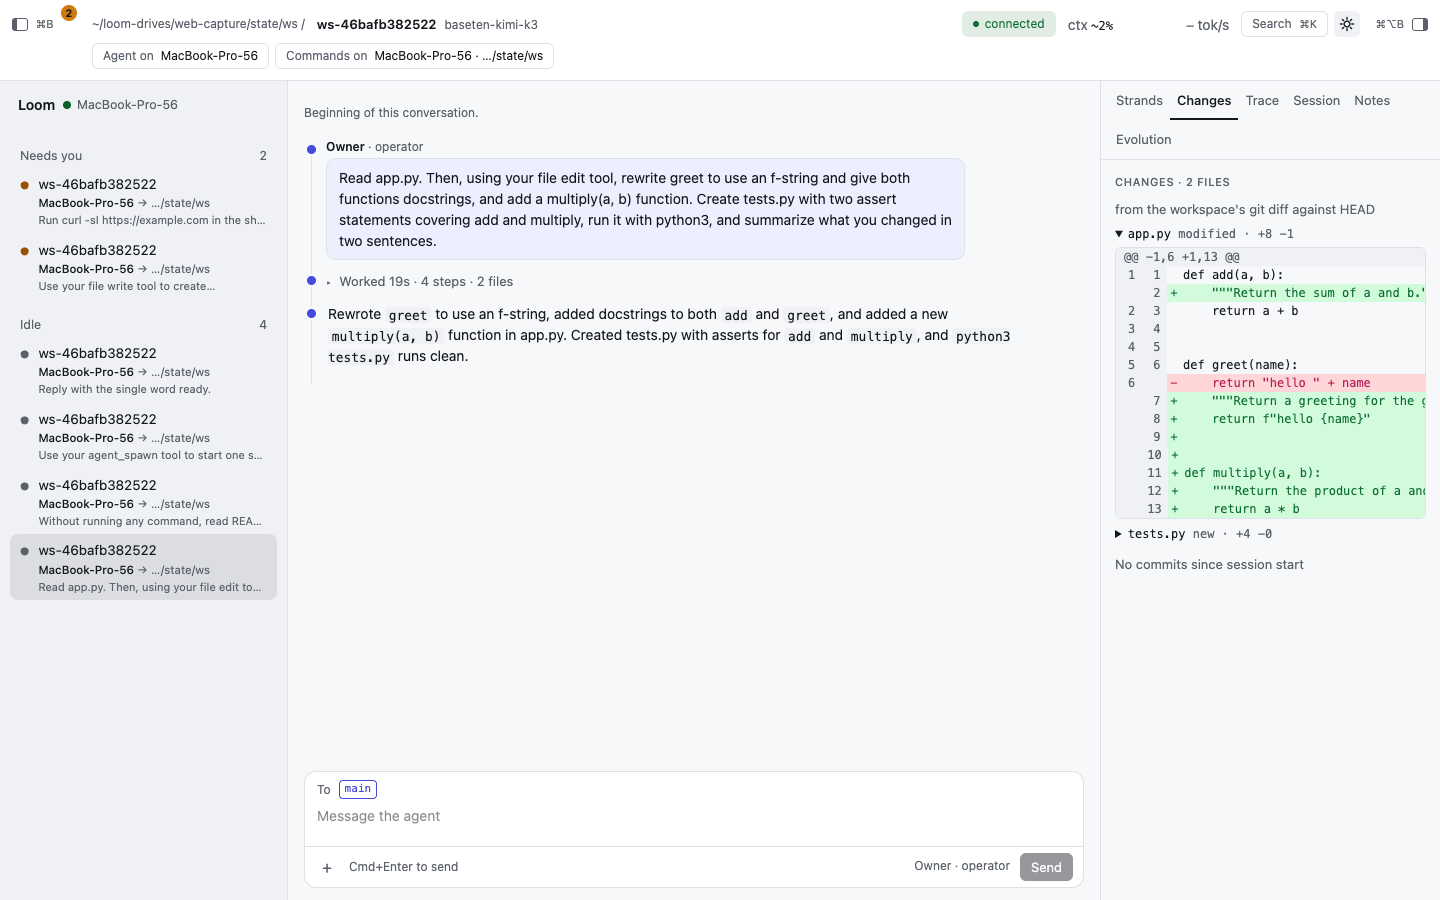 ⌘B
2
~/loom-drives/web-capture/state/ws / ws-46bafb382522 baseten-kimi-k3
connected
ctx ~2%
– tok/s
Search ⌘K
⌘⌥B
Agent on MacBook-Pro-56
Commands on MacBook-Pro-56 · …/state/ws
Loom MacBook-Pro-56
Needs you 2
ws-46bafb382522
MacBook-Pro-56 → …/state/ws
Run curl -sI https://example.com in the sh…
ws-46bafb382522
MacBook-Pro-56 → …/state/ws
Use your file write tool to create…
Idle 4
ws-46bafb382522
MacBook-Pro-56 → …/state/ws
Reply with the single word ready.
ws-46bafb382522
MacBook-Pro-56 → …/state/ws
Use your agent_spawn tool to start one s…
ws-46bafb382522
MacBook-Pro-56 → …/state/ws
Without running any command, read REA…
ws-46bafb382522
MacBook-Pro-56 → …/state/ws
Read app.py. Then, using your file edit to…
Beginning of this conversation.
Owner · operator
Read app.py. Then, using your file edit tool, rewrite greet to use an f-string and give both
functions docstrings, and add a multiply(a, b) function. Create tests.py with two assert
statements covering add and multiply, run it with python3, and summarize what you changed in
two sentences.
Worked 19s · 4 steps · 2 files
Rewrote greet to use an f-string, added docstrings to both add and greet, and added a new
multiply(a, b) function in app.py. Created tests.py with asserts for add and multiply, and python3
tests.py runs clean.
To main
Message the agent
+ Cmd+Enter to send
Owner · operator
Send
Strands Changes Trace Session Notes
Evolution
CHANGES · 2 FILES
from the workspace's git diff against HEAD
app.py modified · +8 −1
@@ −1,6 +1,13 @@
1 1 def add(a, b):
2 + """Return the sum of a and b."
2 3 return a + b
3 4
4 5
5 6 def greet(name):
6 − return "hello " + name
7 + """Return a greeting for the g
8 + return f"hello {name}"
9 +
10 +
11 + def multiply(a, b):
12 + """Return the product of a and
13 + return a * b
tests.py new · +4 −0
No commits since session start